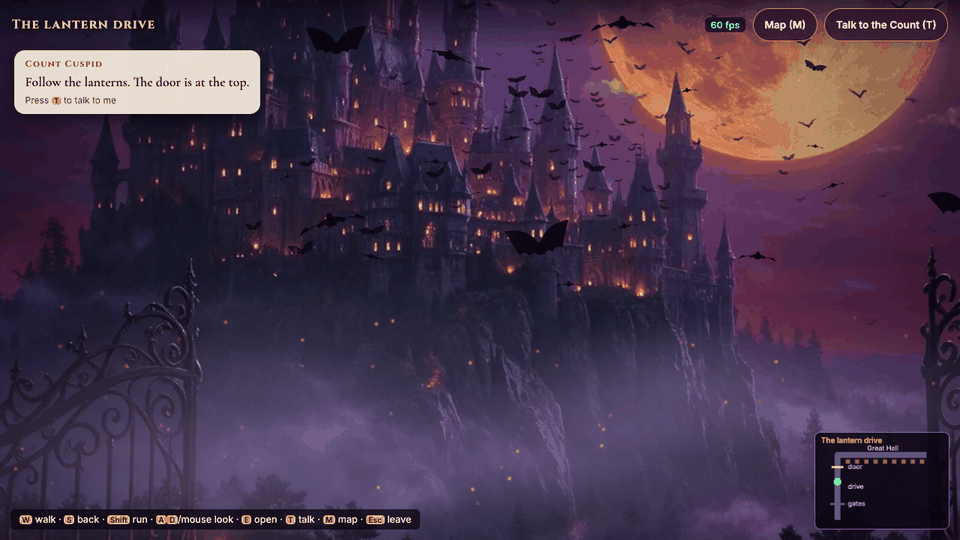 The lantern drive
60 fps
Map (M)
Talk to the Count (T)
Count Cuspid
Follow the lanterns. The door is at the top.
Press T to talk to me
The lantern drive
Great Hall
door
drive
gates
W walk · S back · Shift run · A D/mouse look · E open · T talk · M map · Esc leave